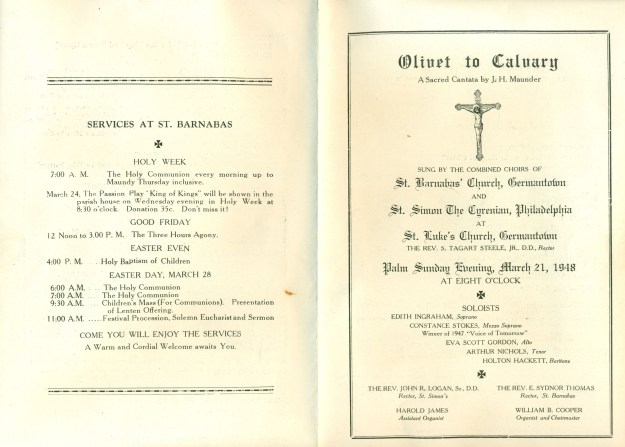 SERVICES AT ST. BARNABAS
HOLY WEEK
7:00 A. M. The Holy Communion every morning up to
Maundy Thursday inclusive.
March 24, The Passion Play "King of Kings" will be shown in the
parish house on Wednesday evening in Holy Week at
8:30 o'clock. Donation 35c. Don't miss it!
GOOD FRIDAY
12 Noon to 3.00 P. M. The Three Hours Agony.
EASTER EVEN
4:00 P. M. Holy Baptism of Children
EASTER DAY, MARCH 28
6:00 A.M. .... The Holy Communion
7:00 A.M. .... The Holy Communion
9:30 A.M. .... Children's Mass (For Communions). Presentation
of Lenten Offering.
11:00 A.M. ..... Festival Procession, Solemn Eucharist and Sermon
COME YOU WILL ENJOY THE SERVICES
A Warm and Cordial Welcome awaits You.
Olivet to Calvary
A Sacred Cantata by J. H. Maunder
SUNG BY THE COMBINED CHOIRS OF
St. Barnabas' Church, Germantown
AND
St. Simon The Cyrenian, Philadelphia
AT
St. Luke's Church, Germantown
THE REV. S. TAGART STEELE, JR., D.D., Rector
Palm Sunday Evening, March 21, 1948
AT EIGHT O'CLOCK
SOLOISTS
EDITH INGRAHAM, Soprano
CONSTANCE STOKES, Mezzo Soprano
Winner of 1947 "Voice of Tomorrow"
EVA SCOTT GORDON, Alto
ARTHUR NICHOLS, Tenor
HOLTON HACKETT, Baritone
THE REV. JOHN R. LOGAN, Sr., D.D.
Rector, St. Simon's
THE REV. E. SYDNOR THOMAS
Rector, St. Barnabas
HAROLD JAMES
Assistant Organist
WILLIAM B. COOPER
Organist and Choirmaster